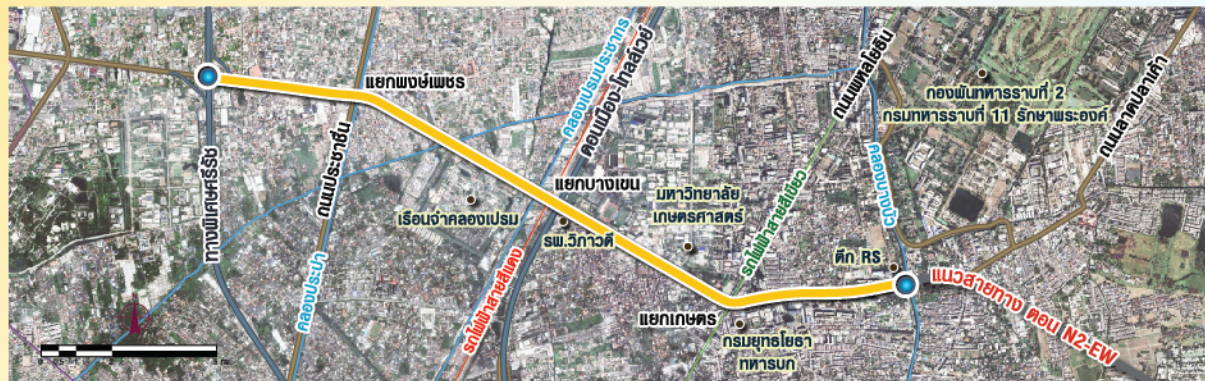 แยกพงษ์เพชร
คลองเปรมประชากร
ดอนเมือง-โทลล์เวย์
ถนนพหลโยธิน
กองพันทหารราบที่ 2
กรมทหารราบที่ 11 รักษาพระองค์
ถนนลาดปลาเค้า
ทางพิเศษศรีรัช
ถนนประชาชื่น
คลองประปา
เรือนจำคลองเปรม
แยกบางเขน
รพ.วิภาวดี
มหาวิทยาลัย
เกษตรศาสตร์
รถไฟฟ้าสายสีเขียว
คลองบางบัว
ตึก RS
รถไฟฟ้าสายสีแดง
แยกเกษตร
กรมยุทธโยธา
ทหารบก
แนวสายทาง ตอน N2-EW